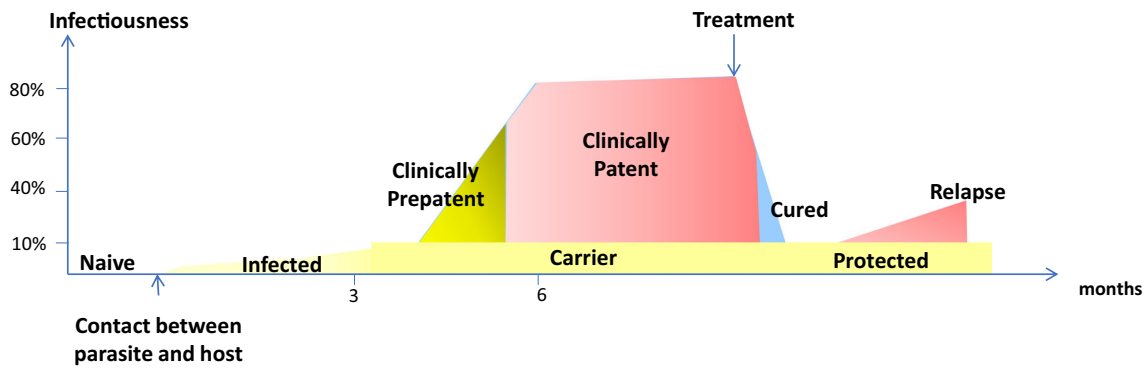 Infectiousness
Treatment
80%
60%
40%
10%
Clinically
Prepatent
Clinically
Patent
Cured
Relapse
Naive
Infected
Carrier
Protected
3
6
months
Contact between
parasite and host